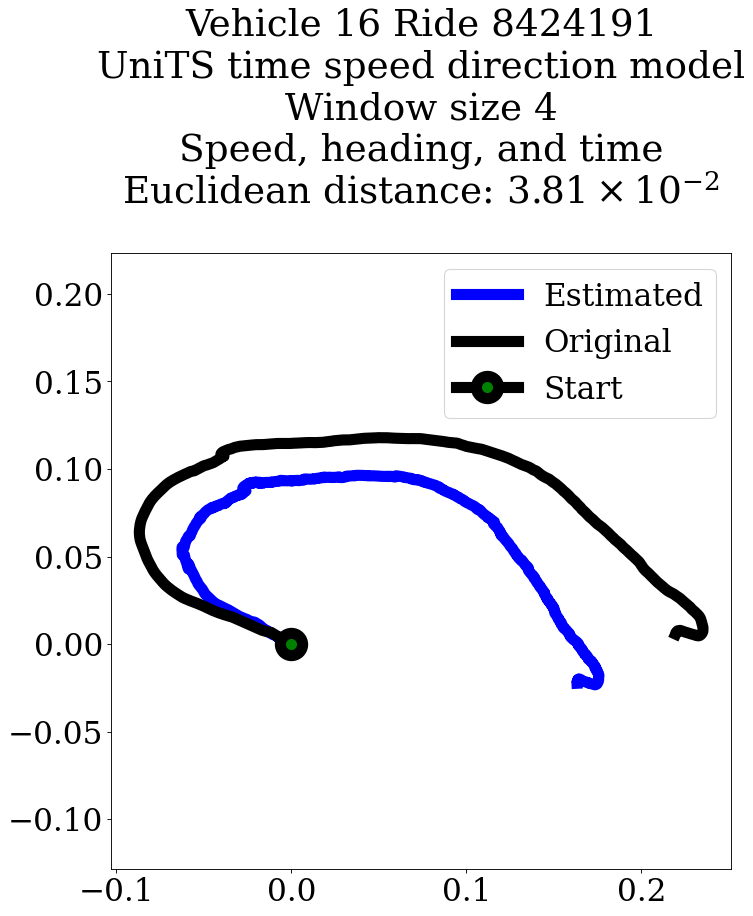 Vehicle 16 Ride 8424191
UniTS time speed direction model
Window size 4
Speed, heading, and time
Euclidean distance: 3.81 × 10⁻²
Estimated
Original
Start
0.20
0.15
0.10
0.05
0.00
−0.05
−0.10
−0.1 0.0 0.1 0.2